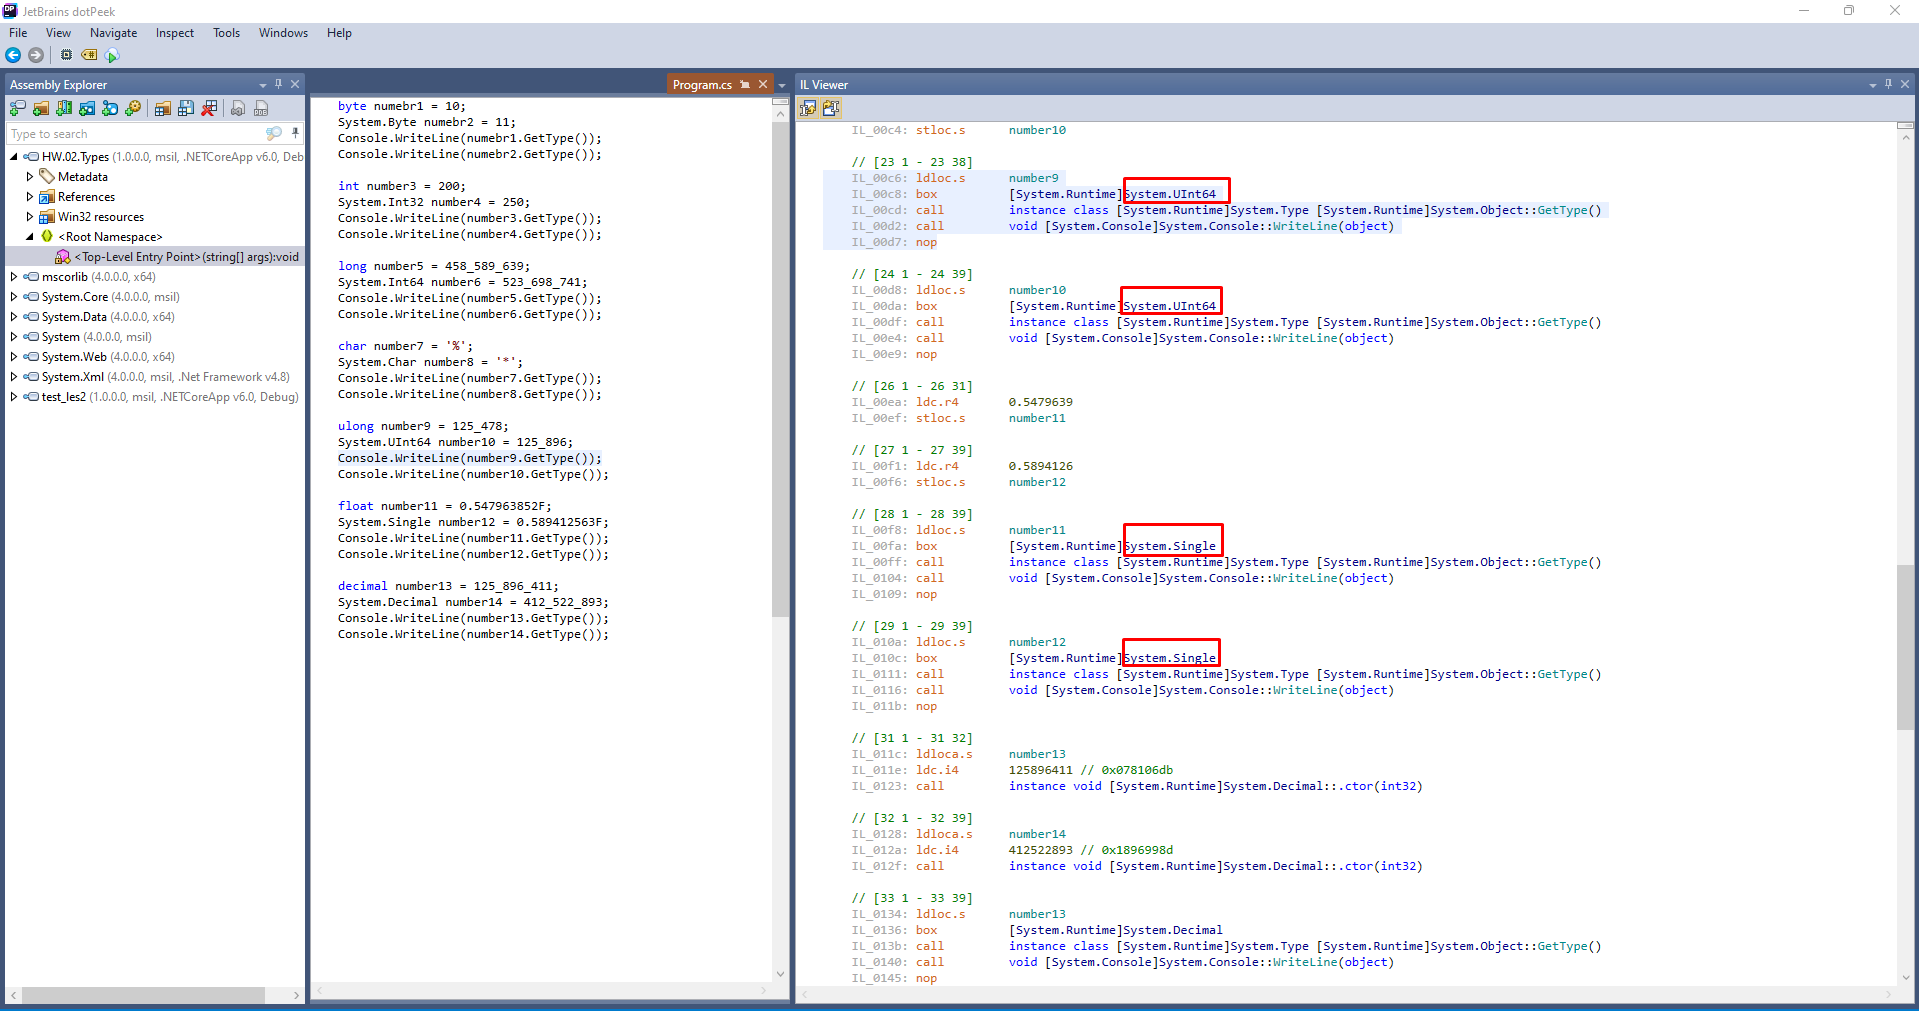 JetBrains dotPeek
File View Navigate Inspect Tools Windows Help
Assembly Explorer
Type to search
HW.02.Types (1.0.0.0, msil, .NETCoreApp v6.0, Deb
Metadata
References
Win32 resources
<Root Namespace>
<Top-Level Entry Point>(string[] args):void
mscorlib (4.0.0.0, x64)
System.Core (4.0.0.0, msil)
System.Data (4.0.0.0, x64)
System (4.0.0.0, msil)
System.Web (4.0.0.0, x64)
System.Xml (4.0.0.0, msil, .Net Framework v4.8)
test_les2 (1.0.0.0, msil, .NETCoreApp v6.0, Debug)
Program.cs
byte numebr1 = 10;
System.Byte numebr2 = 11;
Console.WriteLine(numebr1.GetType());
Console.WriteLine(numebr2.GetType());
int number3 = 200;
System.Int32 number4 = 250;
Console.WriteLine(number3.GetType());
Console.WriteLine(number4.GetType());
long number5 = 458_589_639;
System.Int64 number6 = 523_698_741;
Console.WriteLine(number5.GetType());
Console.WriteLine(number6.GetType());
char number7 = '%';
System.Char number8 = '*';
Console.WriteLine(number7.GetType());
Console.WriteLine(number8.GetType());
ulong number9 = 125_478;
System.UInt64 number10 = 125_896;
Console.WriteLine(number9.GetType());
Console.WriteLine(number10.GetType());
float number11 = 0.547963852F;
System.Single number12 = 0.589412563F;
Console.WriteLine(number11.GetType());
Console.WriteLine(number12.GetType());
decimal number13 = 125_896_411;
System.Decimal number14 = 412_522_893;
Console.WriteLine(number13.GetType());
Console.WriteLine(number14.GetType());
IL Viewer
IL_00c4: stloc.s number10
// [23 1 - 23 38]
IL_00c6: ldloc.s number9
IL_00c8: box [System.Runtime]System.UInt64
IL_00cd: call instance class [System.Runtime]System.Type [System.Runtime]System.Object::GetType()
IL_00d2: call void [System.Console]System.Console::WriteLine(object)
IL_00d7: nop
// [24 1 - 24 39]
IL_00d8: ldloc.s number10
IL_00da: box [System.Runtime]System.UInt64
IL_00df: call instance class [System.Runtime]System.Type [System.Runtime]System.Object::GetType()
IL_00e4: call void [System.Console]System.Console::WriteLine(object)
IL_00e9: nop
// [26 1 - 26 31]
IL_00ea: ldc.r4 0.5479639
IL_00ef: stloc.s number11
// [27 1 - 27 39]
IL_00f1: ldc.r4 0.5894126
IL_00f6: stloc.s number12
// [28 1 - 28 39]
IL_00f8: ldloc.s number11
IL_00fa: box [System.Runtime]System.Single
IL_00ff: call instance class [System.Runtime]System.Type [System.Runtime]System.Object::GetType()
IL_0104: call void [System.Console]System.Console::WriteLine(object)
IL_0109: nop
// [29 1 - 29 39]
IL_010a: ldloc.s number12
IL_010c: box [System.Runtime]System.Single
IL_0111: call instance class [System.Runtime]System.Type [System.Runtime]System.Object::GetType()
IL_0116: call void [System.Console]System.Console::WriteLine(object)
IL_011b: nop
// [31 1 - 31 32]
IL_011c: ldloca.s number13
IL_011e: ldc.i4 125896411 // 0x078106db
IL_0123: call instance void [System.Runtime]System.Decimal::.ctor(int32)
// [32 1 - 32 39]
IL_0128: ldloca.s number14
IL_012a: ldc.i4 412522893 // 0x1896998d
IL_012f: call instance void [System.Runtime]System.Decimal::.ctor(int32)
// [33 1 - 33 39]
IL_0134: ldloc.s number13
IL_0136: box [System.Runtime]System.Decimal
IL_013b: call instance class [System.Runtime]System.Type [System.Runtime]System.Object::GetType()
IL_0140: call void [System.Console]System.Console::WriteLine(object)
IL_0145: nop